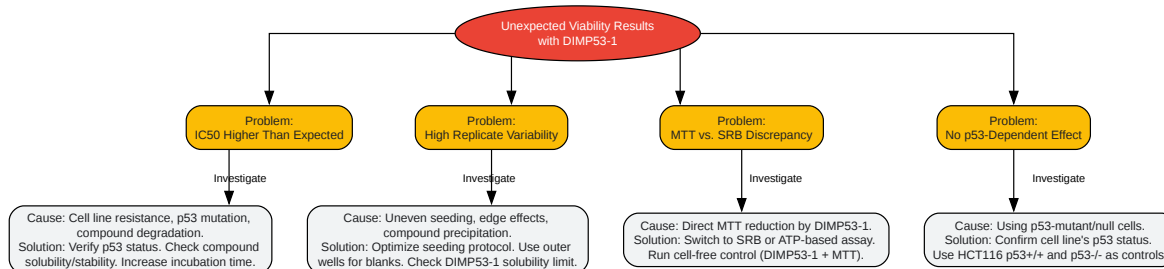 Unexpected Viability Results
with DIMP53-1
Problem:
IC50 Higher Than Expected
Problem:
High Replicate Variability
Problem:
MTT vs. SRB Discrepancy
Problem:
No p53-Dependent Effect
Investigate
Investigate
Investigate
Investigate
Cause: Cell line resistance, p53 mutation,
compound degradation.
Solution: Verify p53 status. Check compound
solubility/stability. Increase incubation time.
Cause: Uneven seeding, edge effects,
compound precipitation.
Solution: Optimize seeding protocol. Use outer
wells for blanks. Check DIMP53-1 solubility limit.
Cause: Direct MTT reduction by DIMP53-1.
Solution: Switch to SRB or ATP-based assay.
Run cell-free control (DIMP53-1 + MTT).
Cause: Using p53-mutant/null cells.
Solution: Confirm cell line's p53 status.
Use HCT116 p53+/+ and p53-/- as controls.